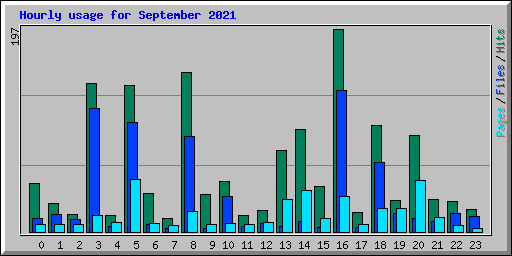 Hourly usage for September 2021
197
Pages/Files/Hits
0 1 2 3 4 5 6 7 8 9 10 11 12 13 14 15 16 17 18 19 20 21 22 23